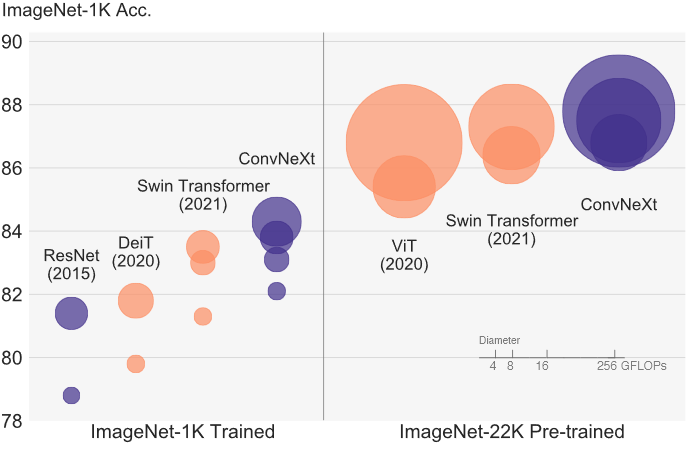 ImageNet-1K Acc.
90
88
86
84
82
80
78
ConvNeXt
Swin Transformer
(2021)
DeiT
(2020)
ResNet
(2015)
ConvNeXt
Swin Transformer
(2021)
ViT
(2020)
Diameter
4 8 16 256 GFLOPs
ImageNet-1K Trained
ImageNet-22K Pre-trained